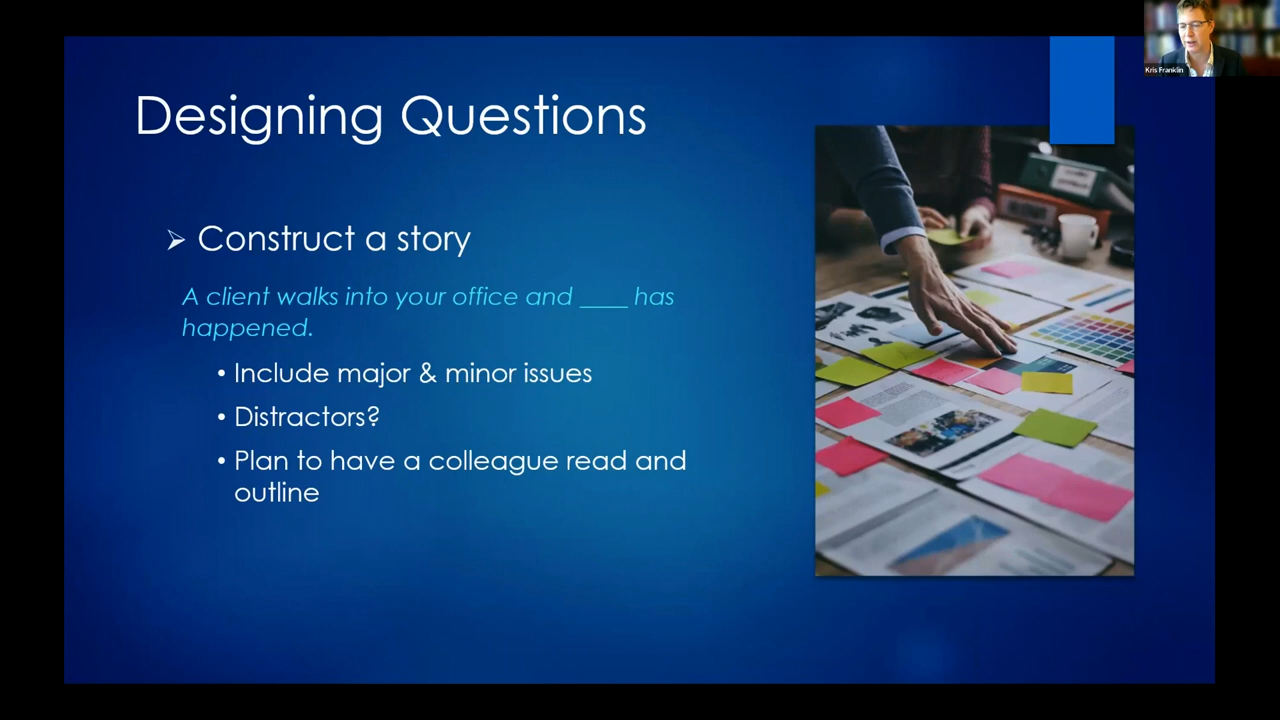 Kris Franklin
Designing Questions
➢ Construct a story
A client walks into your office and ____ has
happened.
• Include major & minor issues
• Distractors?
• Plan to have a colleague read and
outline